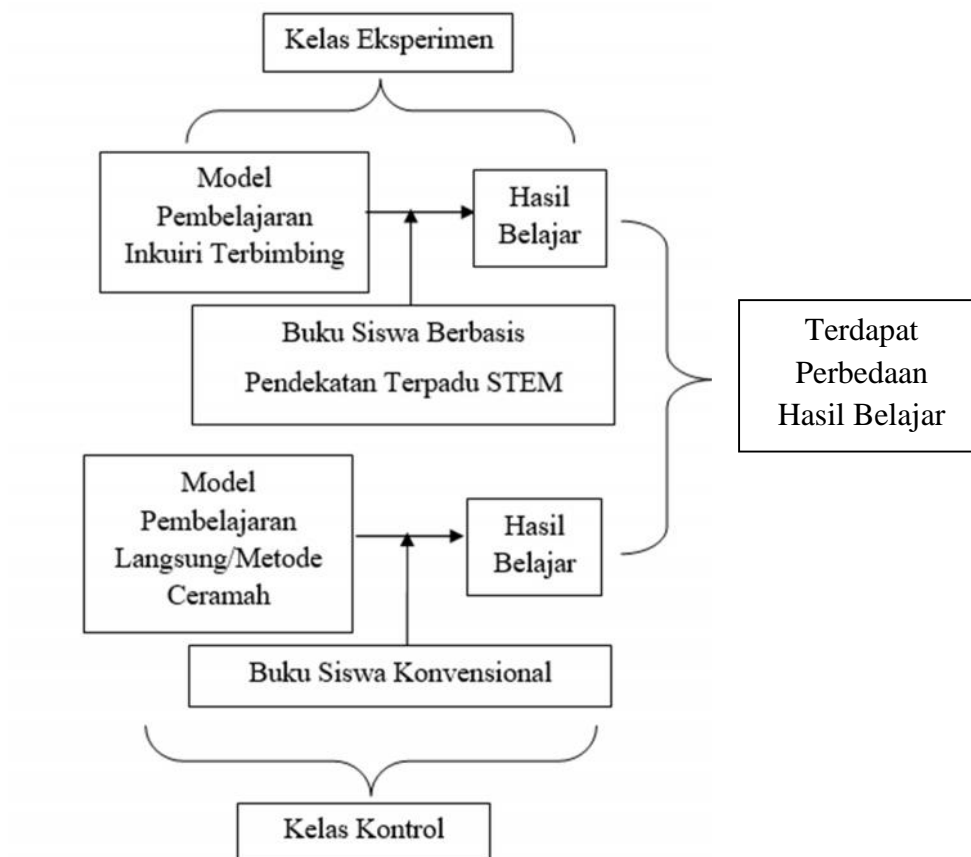 Kelas Eksperimen
Model
Pembelajaran
Inkuiri Terbimbing
Hasil
Belajar
Buku Siswa Berbasis
Pendekatan Terpadu STEM
Terdapat
Perbedaan
Hasil Belajar
Model
Pembelajaran
Langsung/Metode
Ceramah
Hasil
Belajar
Buku Siswa Konvensional
Kelas Kontrol